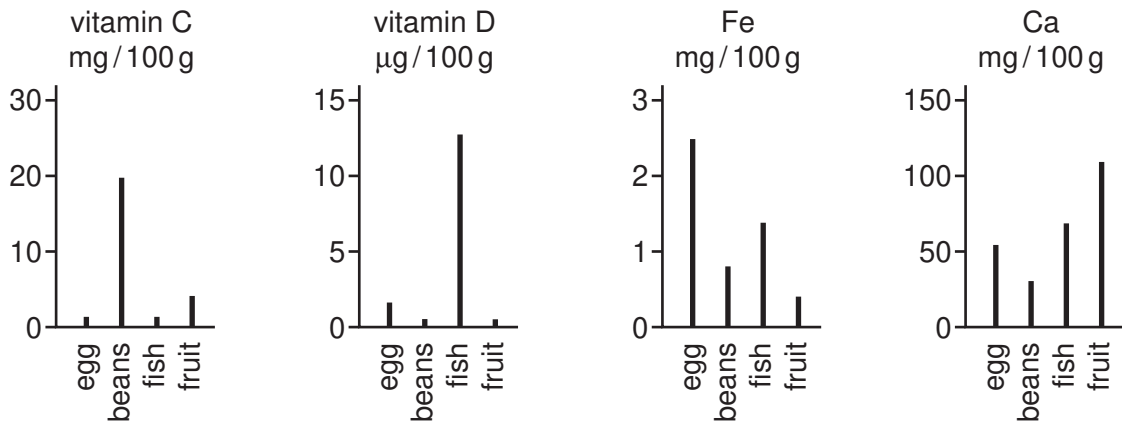 vitamin C
mg / 100 g
30
20
10
0
egg
beans
fish
fruit
vitamin D
µg / 100 g
15
10
5
0
egg
beans
fish
fruit
Fe
mg / 100 g
3
2
1
0
egg
beans
fish
fruit
Ca
mg / 100 g
150
100
50
0
egg
beans
fish
fruit